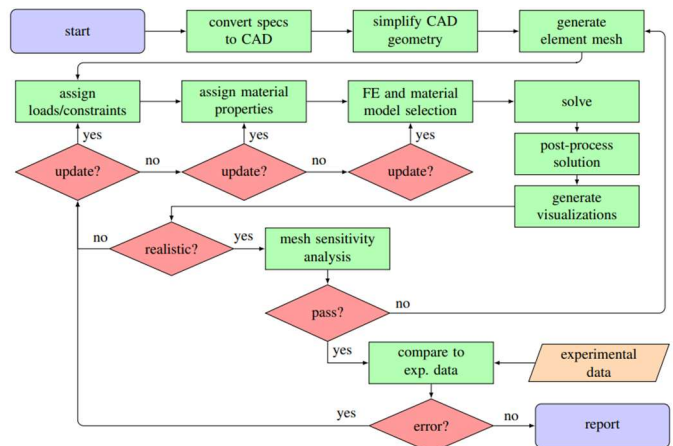 start
convert specs
to CAD
simplify CAD
geometry
generate
element mesh
assign
loads/constraints
assign material
properties
FE and material
model selection
solve
yes
yes
yes
post-process
solution
update?
no
update?
no
update?
generate
visualizations
no
realistic?
yes
mesh sensitivity
analysis
pass?
no
yes
compare to
exp. data
experimental
data
yes
error?
no
report